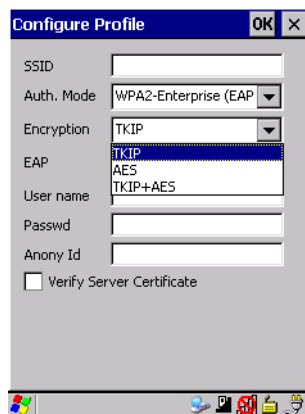 Configure Profile OK
SSID
Auth. Mode WPA2-Enterprise (EAP
Encryption TKIP
TKIP
EAP
AES
TKIP+AES
User name
Passwd
Anony Id
Verify Server Certificate